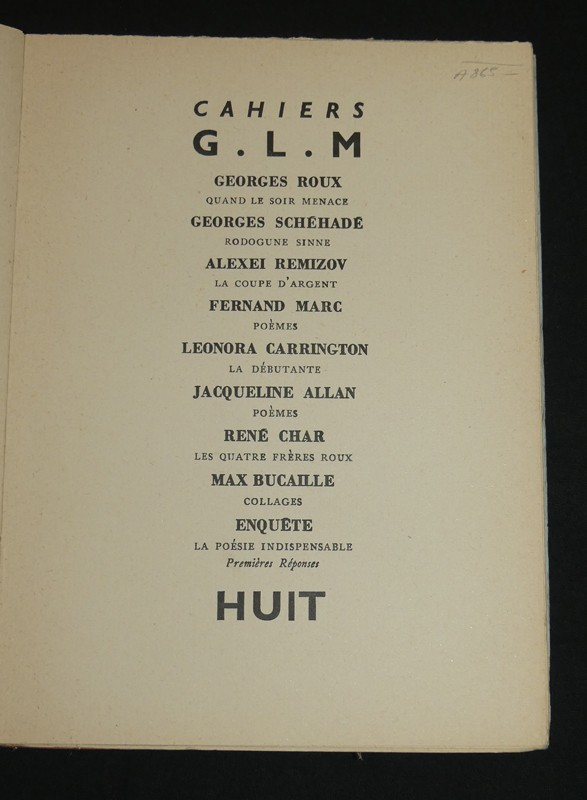 A 865 —
CAHIERS
G.L.M
GEORGES ROUX
QUAND LE SOIR MENACE
GEORGES SCHÉHADÉ
RODOGUNE SINNE
ALEXEI REMIZOV
LA COUPE D'ARGENT
FERNAND MARC
POÈMES
LEONORA CARRINGTON
LA DÉBUTANTE
JACQUELINE ALLAN
POÈMES
RENÉ CHAR
LES QUATRE FRÈRES ROUX
MAX BUCAILLE
COLLAGES
ENQUÊTE
LA POÉSIE INDISPENSABLE
Premières Réponses
HUIT